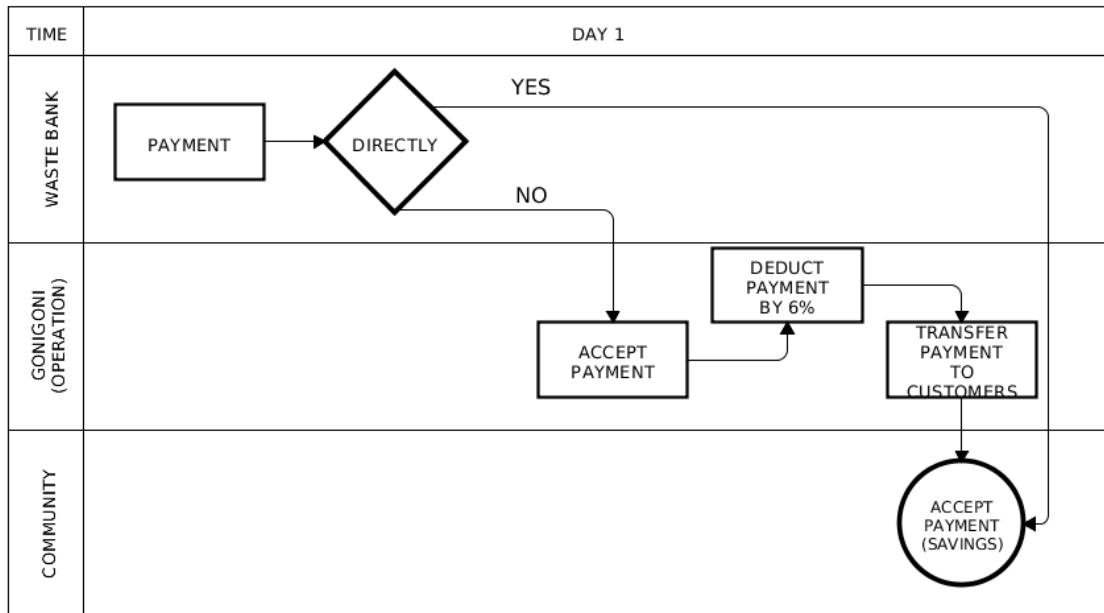 TIME
DAY 1
WASTE BANK
PAYMENT
DIRECTLY
YES
NO
GONIGONI
(OPERATION)
ACCEPT
PAYMENT
DEDUCT
PAYMENT
BY 6%
TRANSFER
PAYMENT
TO
CUSTOMERS
COMMUNITY
ACCEPT
PAYMENT
(SAVINGS)